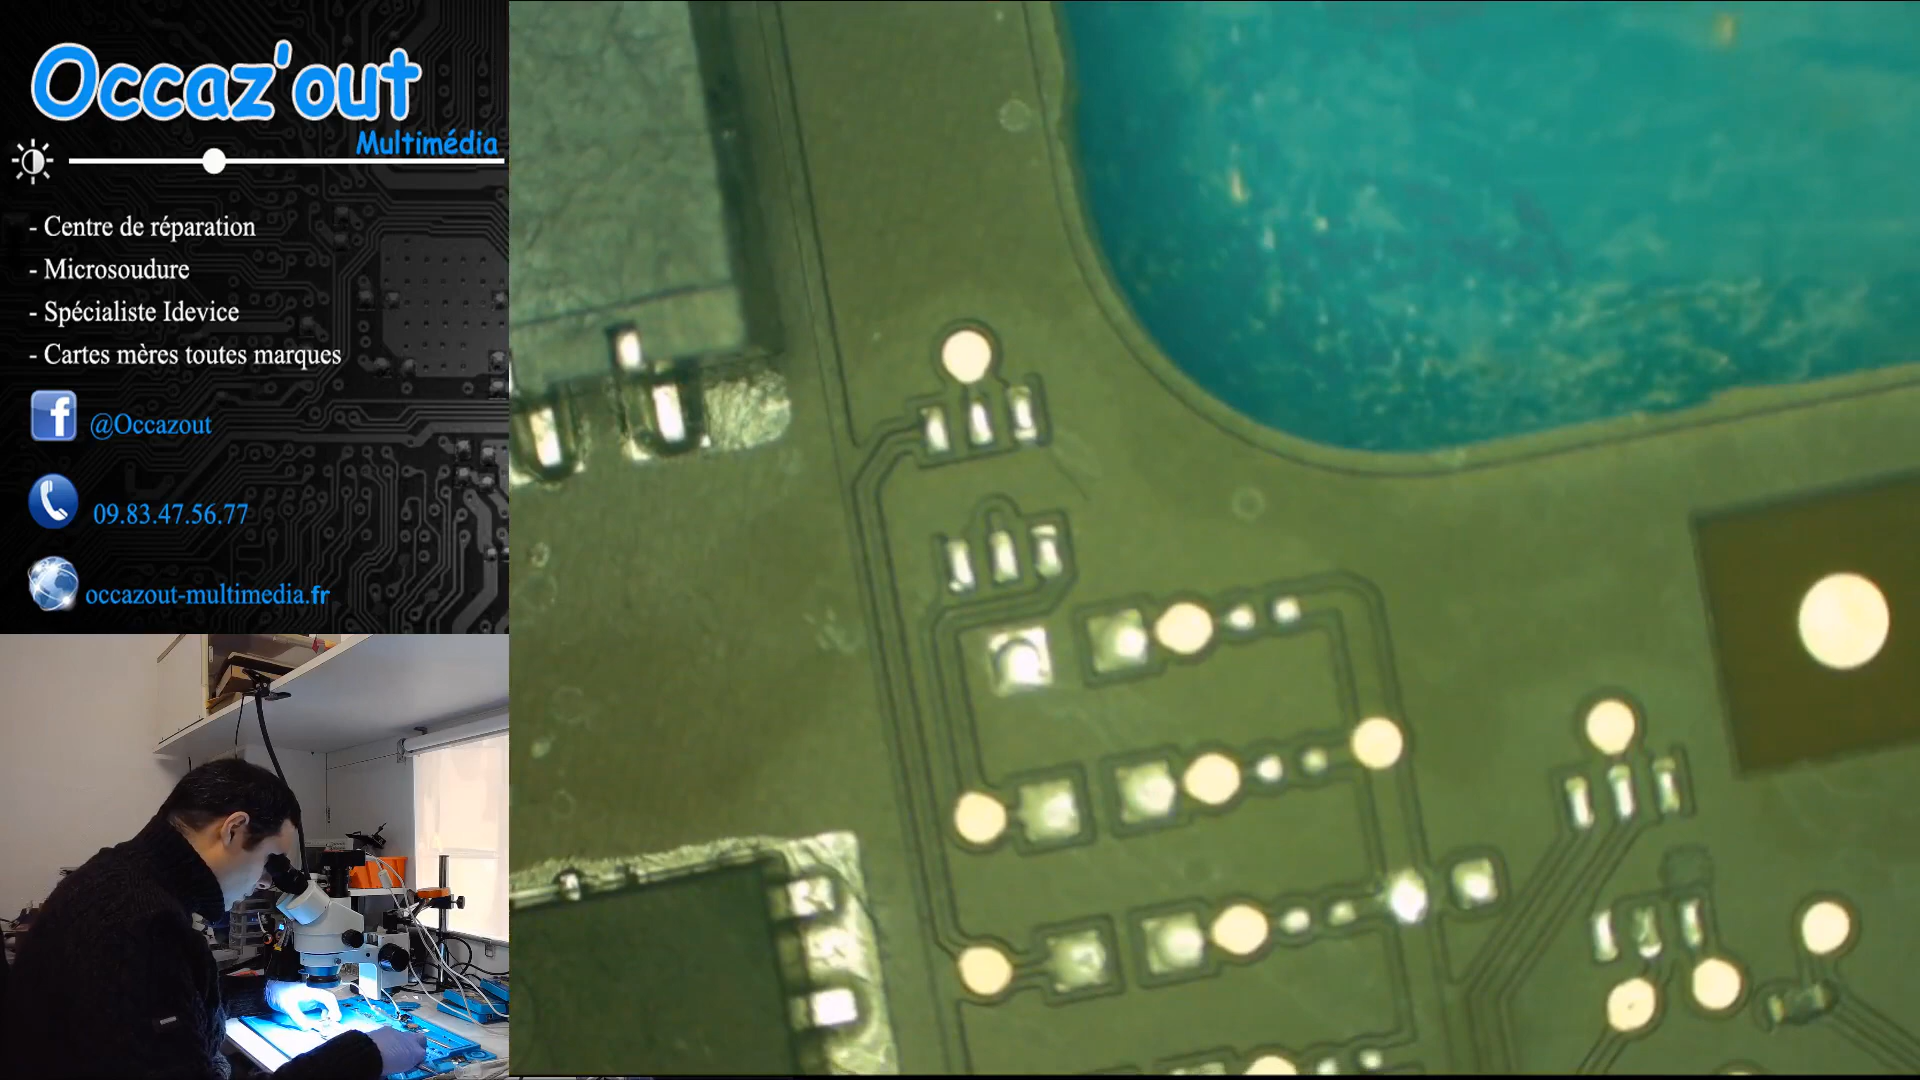 Occaz'out
Multimédia
- Centre de réparation
- Microsoudure
- Spécialiste Idevice
- Cartes mères toutes marques
f @Occazout
09.83.47.56.77
occazout-multimedia.fr